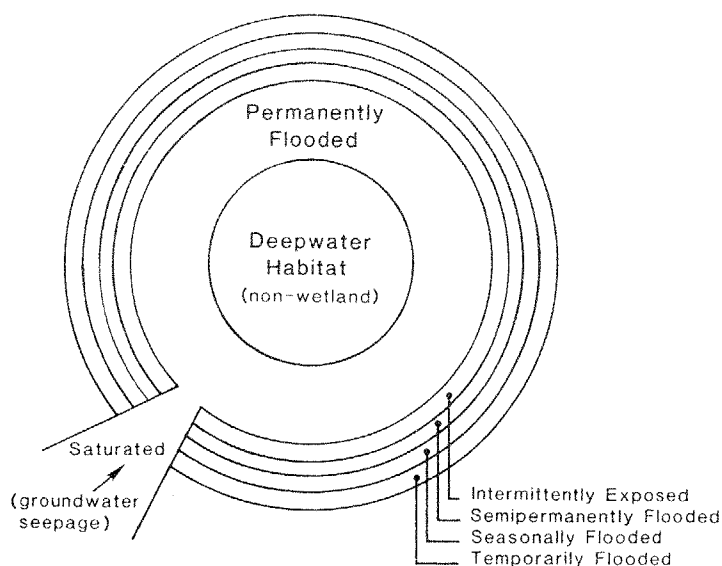 Permanently
Flooded
Deepwater
Habitat
(non-wetland)
Saturated
(groundwater
seepage)
Intermittently Exposed
Semipermanently Flooded
Seasonally Flooded
Temporarily Flooded